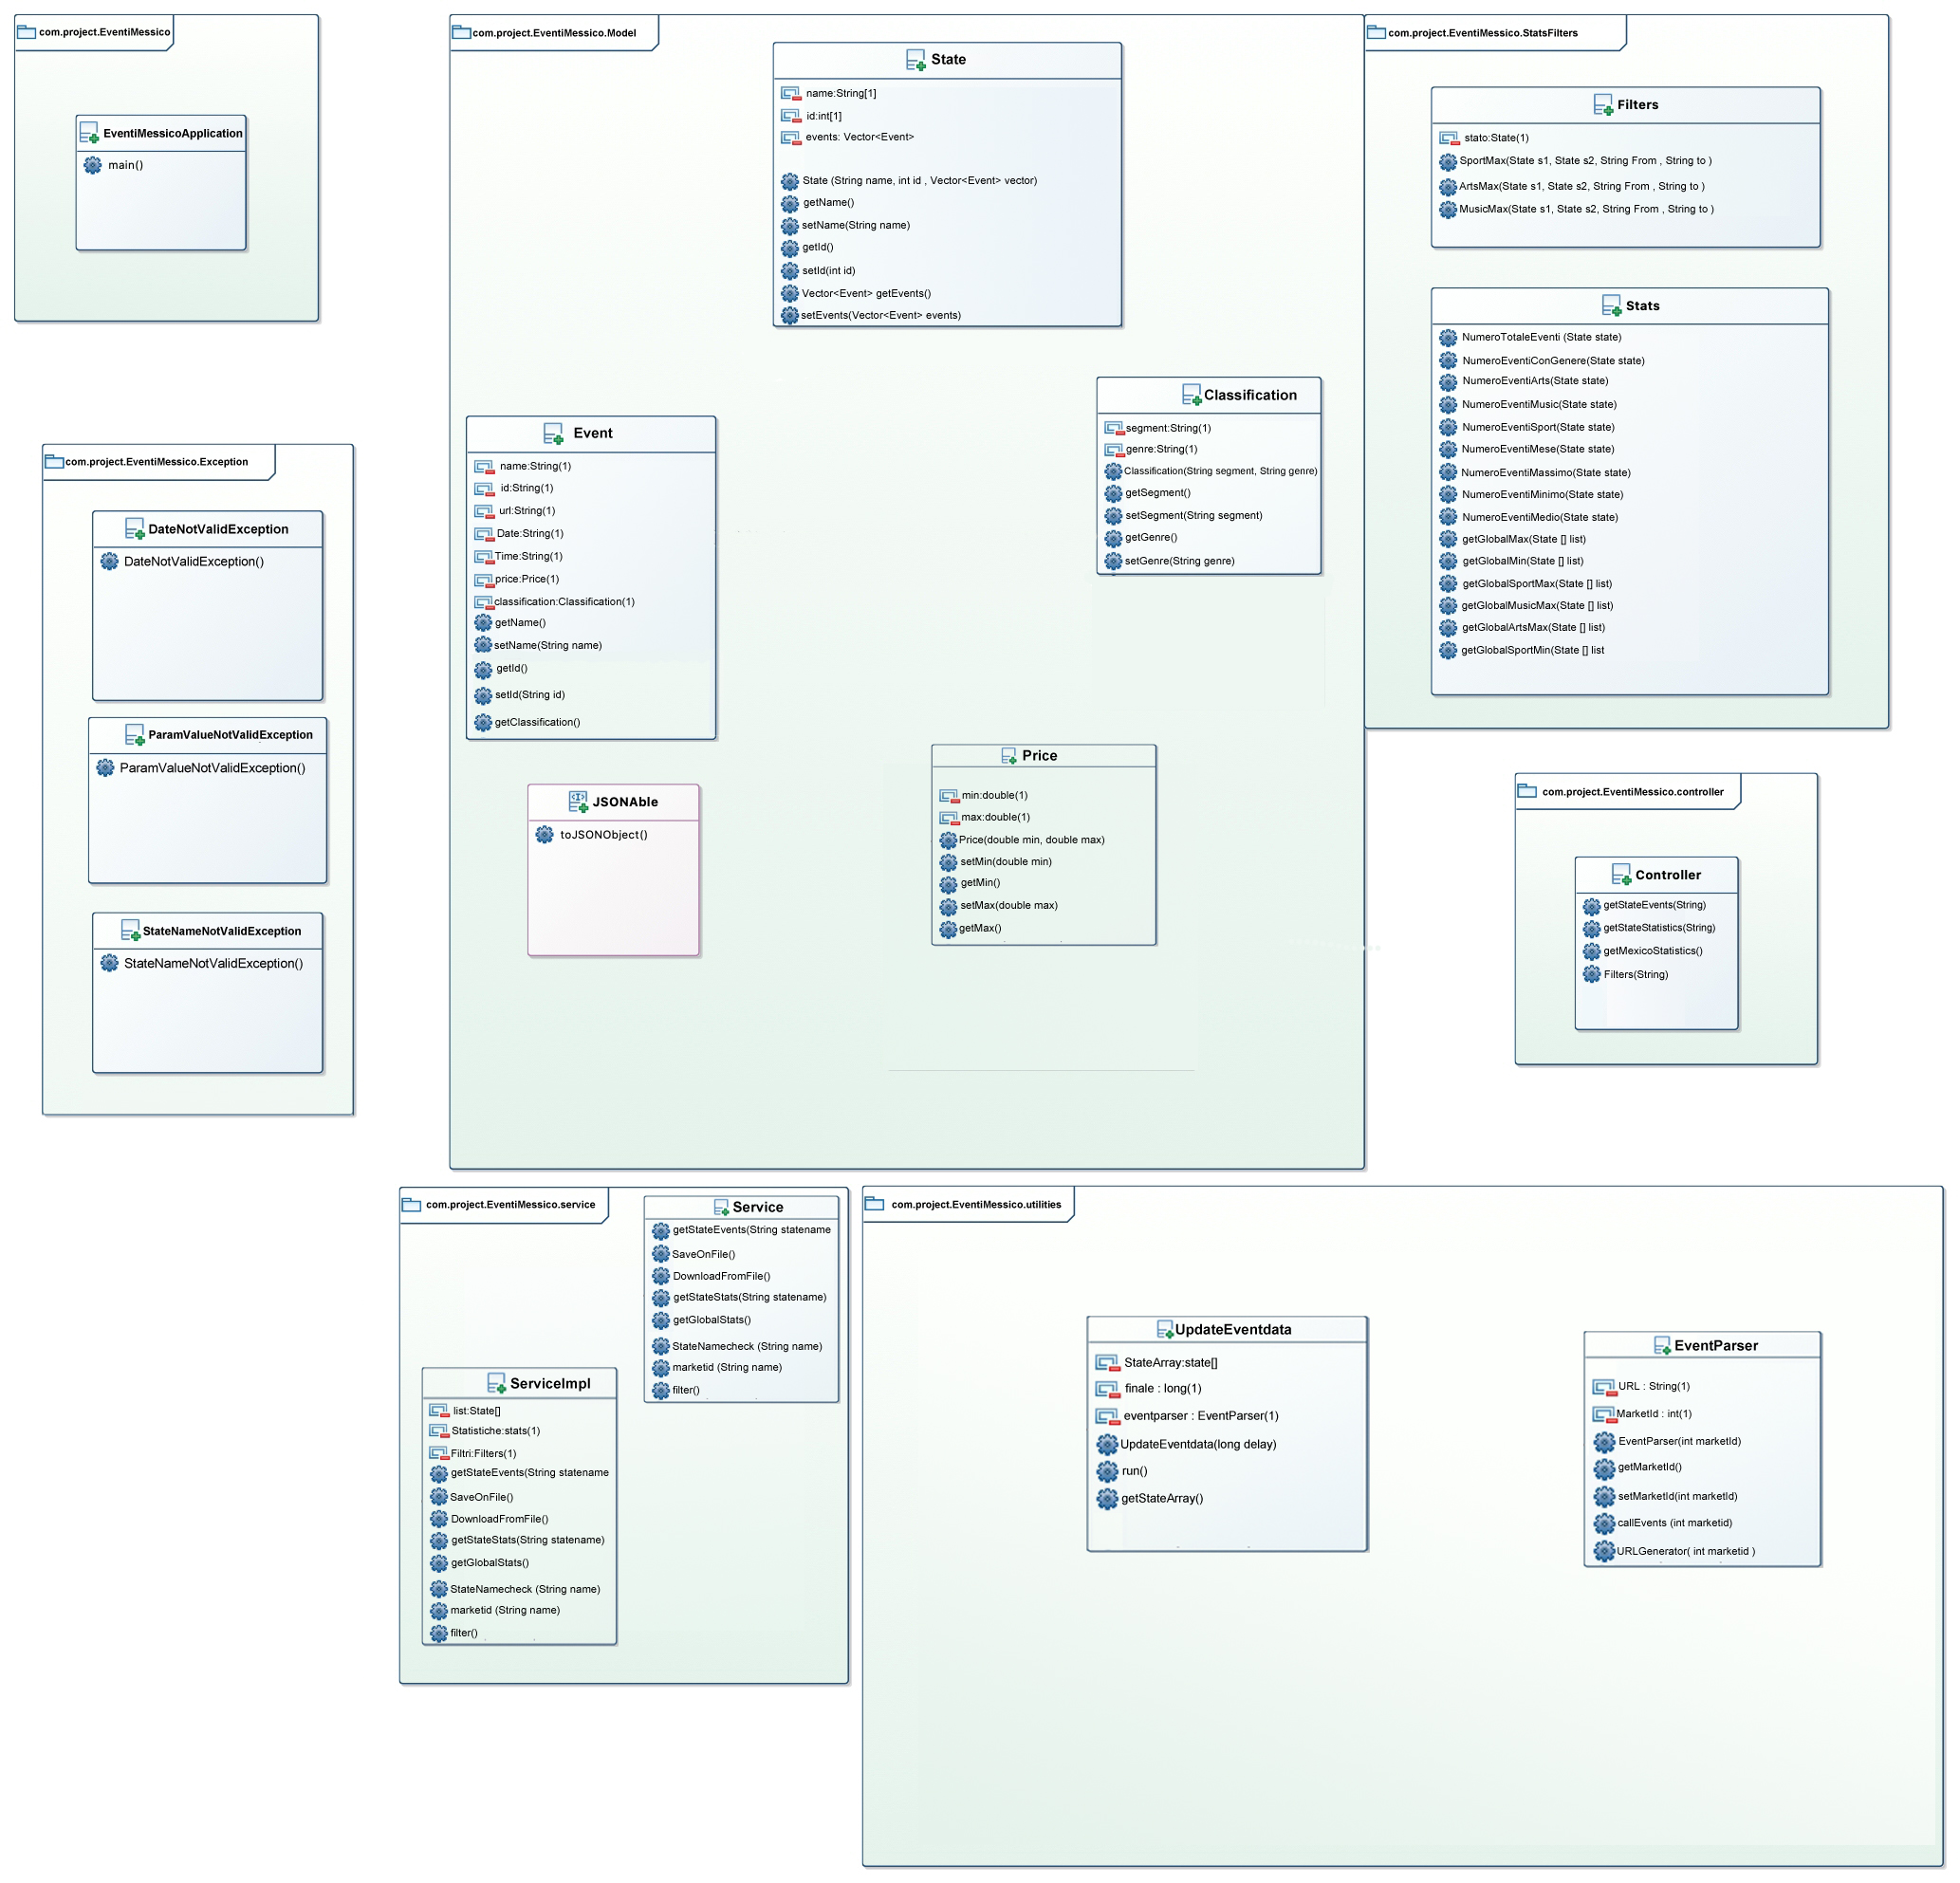 com.project.EventiMessico
EventiMessicoApplication
main()
com.project.EventiMessico.Model
State
name:String[1]
id:int[1]
events: Vector<Event>
State (String name, int id , Vector<Event> vector)
getName()
setName(String name)
getId()
setId(int id)
Vector<Event> getEvents()
setEvents(Vector<Event> events)
Classification
segment:String(1)
genre:String(1)
Classification(String segment, String genre)
getSegment()
setSegment(String segment)
getGenre()
setGenre(String genre)
Event
name:String(1)
id:String(1)
url:String(1)
Date:String(1)
Time:String(1)
price:Price(1)
classification:Classification(1)
getName()
setName(String name)
getId()
setId(String id)
getClassification()
JSONAble
toJSONObject()
Price
min:double(1)
max:double(1)
Price(double min, double max)
setMin(double min)
getMin()
setMax(double max)
getMax()
com.project.EventiMessico.StatsFilters
Filters
stato:State(1)
SportMax(State s1, State s2, String From , String to )
ArtsMax(State s1, State s2, String From , String to )
MusicMax(State s1, State s2, String From , String to )
Stats
NumeroTotaleEventi (State state)
NumeroEventiConGenere(State state)
NumeroEventiArts(State state)
NumeroEventiMusic(State state)
NumeroEventiSport(State state)
NumeroEventiMese(State state)
NumeroEventiMassimo(State state)
NumeroEventiMinimo(State state)
NumeroEventiMedio(State state)
getGlobalMax(State [] list)
getGlobalMin(State [] list)
getGlobalSportMax(State [] list)
getGlobalMusicMax(State [] list)
getGlobalArtsMax(State [] list)
getGlobalSportMin(State [] list
com.project.EventiMessico.Exception
DateNotValidException
DateNotValidException()
ParamValueNotValidException
ParamValueNotValidException()
StateNameNotValidException
StateNameNotValidException()
com.project.EventiMessico.controller
Controller
getStateEvents(String)
getStateStatistics(String)
getMexicoStatistics()
Filters(String)
com.project.EventiMessico.service
Service
getStateEvents(String statename
SaveOnFile()
DownloadFromFile()
getStateStats(String statename)
getGlobalStats()
StateNamecheck (String name)
marketid (String name)
filter()
ServiceImpl
list:State[]
Statistiche:stats(1)
Filtri:Filters(1)
getStateEvents(String statename
SaveOnFile()
DownloadFromFile()
getStateStats(String statename)
getGlobalStats()
StateNamecheck (String name)
marketid (String name)
filter()
com.project.EventiMessico.utilities
UpdateEventdata
StateArray:state[]
finale : long(1)
eventparser : EventParser(1)
UpdateEventdata(long delay)
run()
getStateArray()
EventParser
URL : String(1)
MarketId : int(1)
EventParser(int marketId)
getMarketId()
setMarketId(int marketId)
callEvents (int marketid)
URLGenerator( int marketid )